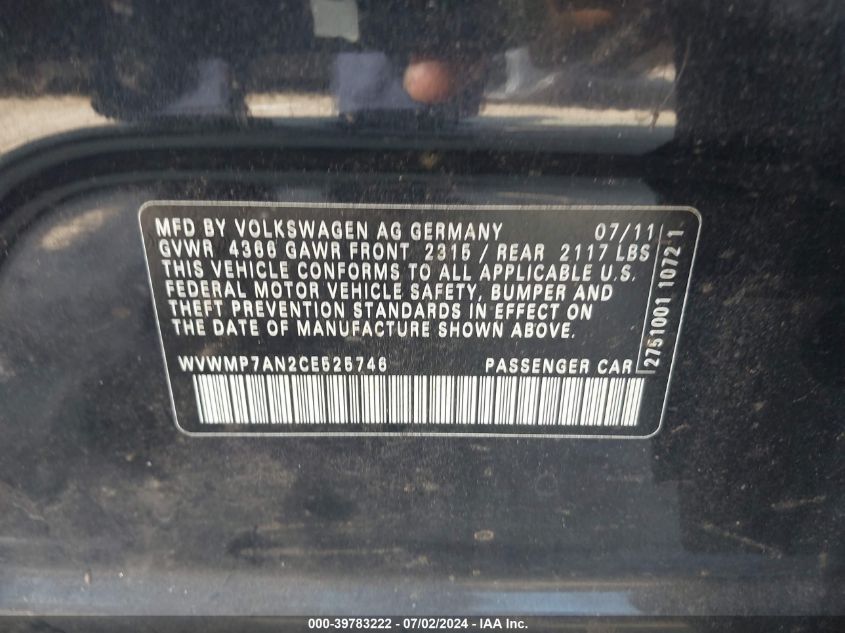 MFD BY VOLKSWAGEN AG GERMANY 07/11
GVWR 4366 GAWR FRONT 2315 / REAR 2117 LBS
THIS VEHICLE CONFORMS TO ALL APPLICABLE U.S.
FEDERAL MOTOR VEHICLE SAFETY, BUMPER AND
THEFT PREVENTION STANDARDS IN EFFECT ON
THE DATE OF MANUFACTURE SHOWN ABOVE.
WVWMP7AN2CE525746 PASSENGER CAR
2751001 1072 1
000-39783222 - 07/02/2024 - IAA Inc.